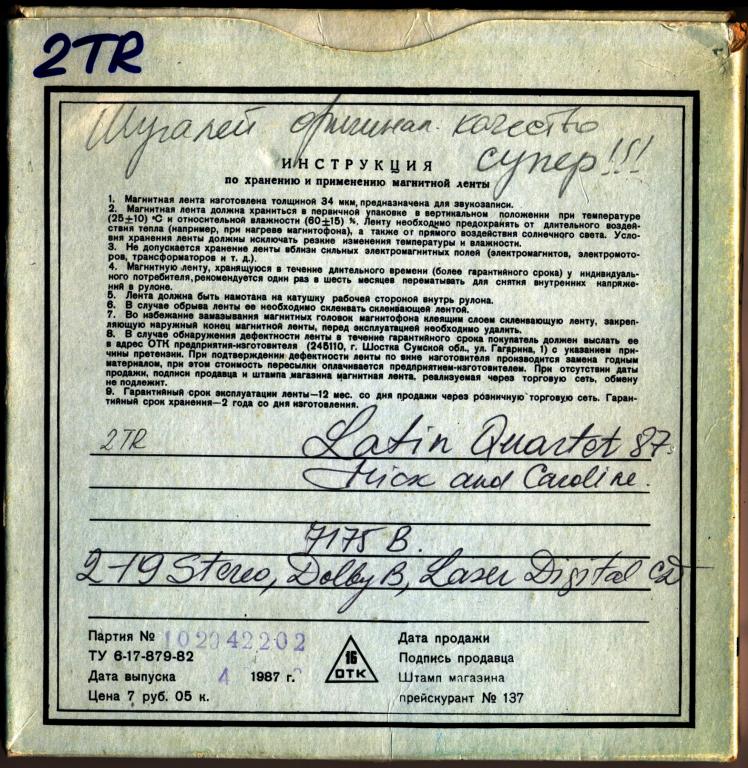 2TR
Шугалей оригинал. качество
супер!!!
ИНСТРУКЦИЯ
по хранению и применению магнитной ленты
1. Магнитная лента изготовлена толщиной 34 мкм, предназначена для звукозаписи.
2. Магнитная лента должна храниться в первичной упаковке в вертикальном положении при температуре
(25±10) °С и относительной влажности (60±15) %. Ленту необходимо предохранять от длительного воздей-
ствия тепла (например, при нагреве магнитофона), а также от прямого воздействия солнечного света. Усло-
вия хранения ленты должны исключать резкие изменения температуры и влажности.
3. Не допускается хранение ленты вблизи сильных электромагнитных полей (электромагнитов, электромото-
ров, трансформаторов и т. д.).
4. Магнитную ленту, хранящуюся в течение длительного времени (более гарантийного срока) у индивидуаль-
ного потребителя, рекомендуется один раз в шесть месяцев перематывать для снятия внутренних напряже-
ний в рулоне.
5. Лента должна быть намотана на катушку рабочей стороной внутрь рулона.
6. В случае обрыва ленты ее необходимо склеивать склеивающей лентой.
7. Во избежание замазывания магнитных головок магнитофона клеящим слоем склеивающую ленту, закреп-
ляющую наружный конец магнитной ленты, перед эксплуатацией необходимо удалить.
8. В случае обнаружения дефектности ленты в течение гарантийного срока покупатель должен выслать ее
в адрес ОТК предприятия-изготовителя (245110, г. Шостка Сумской обл., ул. Гагарина, 1) с указанием при-
чины претензии. При подтверждении дефектности ленты по вине изготовителя производится замена годным
материалом, при этом стоимость пересылки оплачивается предприятием-изготовителем. При отсутствии даты
продажи, подписи продавца и штампа магазина магнитная лента, реализуемая через торговую сеть, обмену
не подлежит.
9. Гарантийный срок эксплуатации ленты—12 мес. со дня продажи через розничную торговую сеть. Гаран-
тийный срок хранения—2 года со дня изготовления.
2TR Latin Quartet 87.
Mick and Caroline.
7175 B.
2-19 Stereo, Dolby B, Laser Digital CD
Партия № 102942202
ТУ 6-17-879-82
Дата выпуска 4 1987 г.
Цена 7 руб. 05 к.
16
ОТК
Дата продажи
Подпись продавца
Штамп магазина
прейскурант № 137